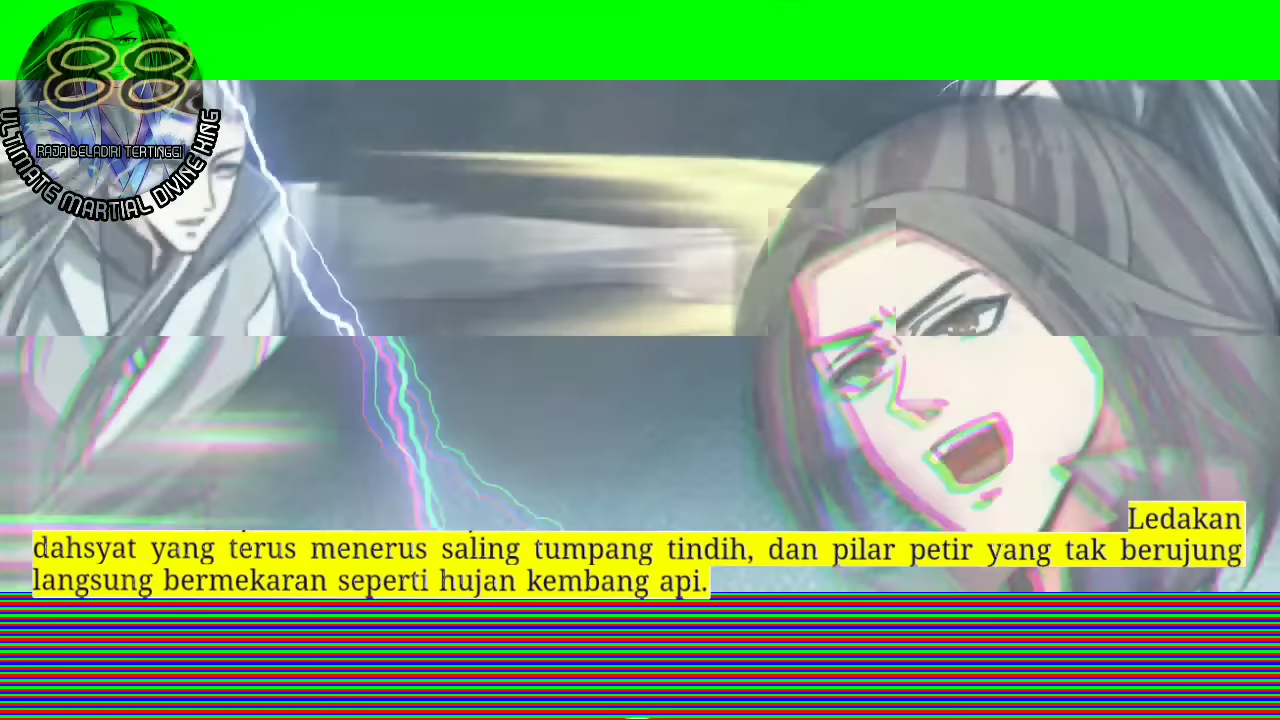 88
RAJA BELADIRI TERTINGGI
ULTIMATE MARTIAL DIVINE KING
Ledakan
dahsyat yang terus menerus saling tumpang tindih, dan pilar petir yang tak berujung
langsung bermekaran seperti hujan kembang api.